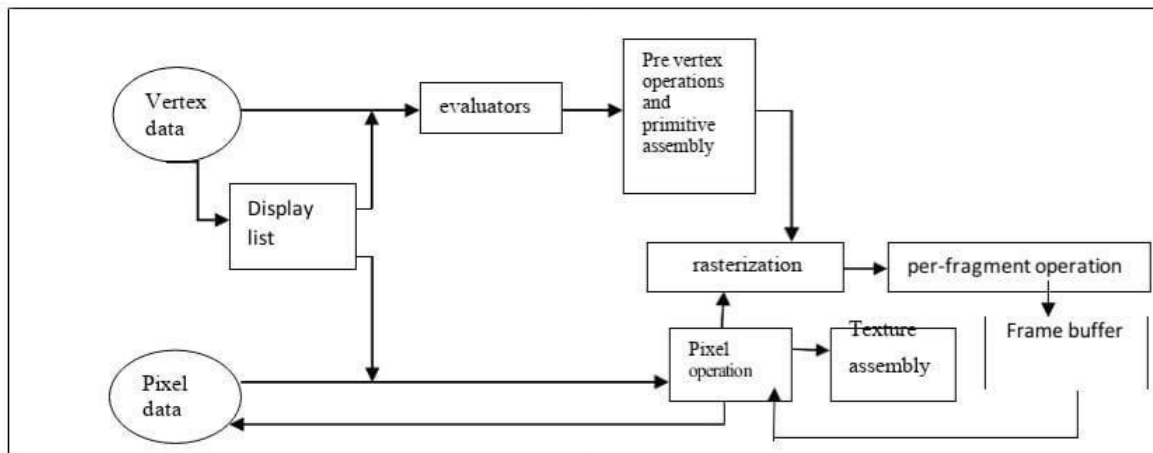 Vertex
data
evaluators
Pre vertex
operations
and
primitive
assembly
Display
list
rasterization
per-fragment operation
Pixel
operation
Texture
assembly
Frame buffer
Pixel
data